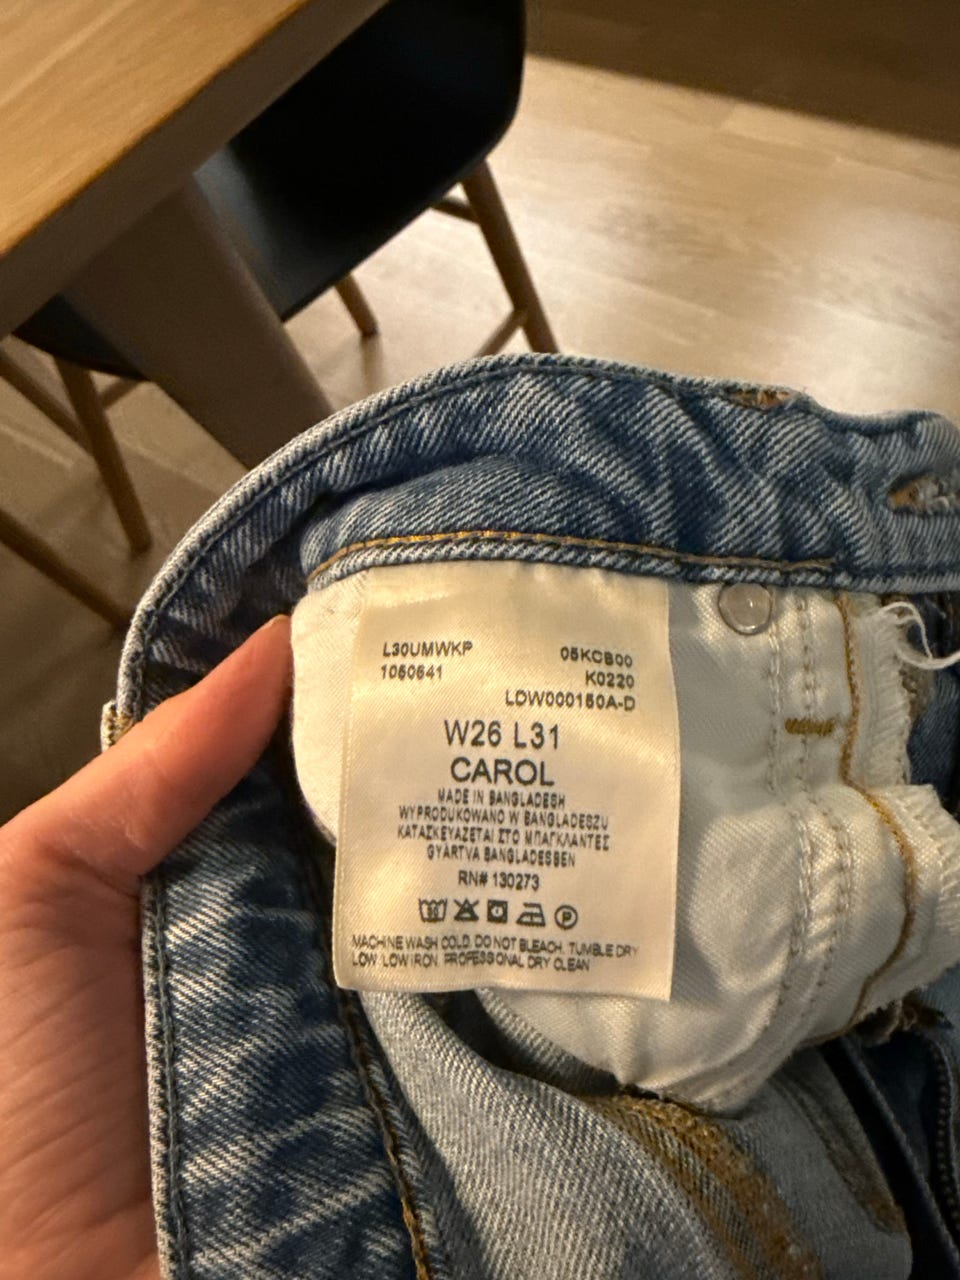 L30UMWKP
1050641
05KCB00
K0220
LDW000150A-D
W26 L31
CAROL
MADE IN BANGLADESH
WYPRODUKOWANO W BANGLADESZU
ΚΑΤΑΣΚΕΥΑΖΕΤΑΙ ΣΤΟ ΜΠΑΓΚΛΑΝΤΕΣ
GYÁRTVA BANGLADESBEN
RN# 130273
30
P
MACHINE WASH COLD. DO NOT BLEACH. TUMBLE DRY
LOW. LOW IRON. PROFESSIONAL DRY CLEAN